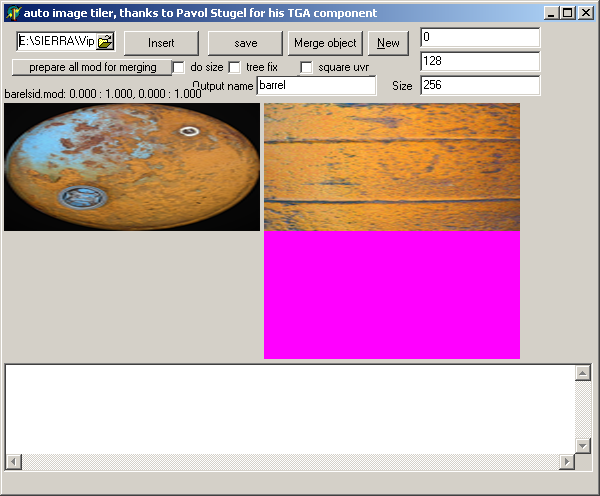 auto image tiler, thanks to Pavol Stugel for his TGA component
E:\SIERRA\Vip
Insert
save
Merge object
New
0
prepare all mod for merging
do size
tree fix
square uvr
128
Output name
barrel
Size
256
barelsid.mod: 0.000 : 1.000, 0.000 : 1.000